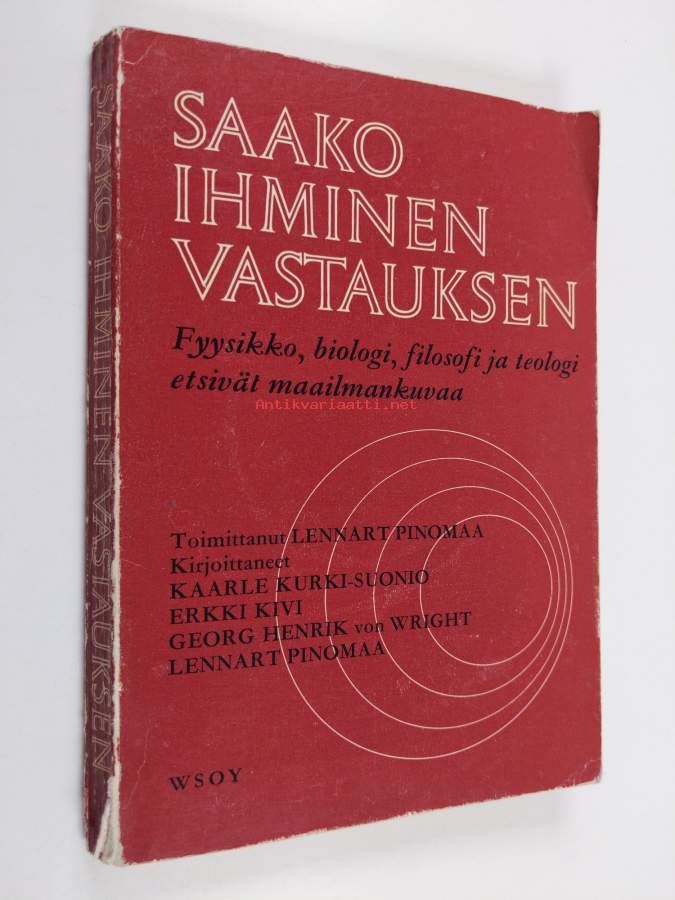 SAAKO
IHMINEN
VASTAUKSEN
Fyysikko, biologi, filosofi ja teologi
etsivät maailmankuvaa
Antikvariaatti.net
Toimittanut LENNART PINOMAA
Kirjoittaneet
KAARLE KURKI-SUONIO
ERKKI KIVI
GEORG HENRIK von WRIGHT
LENNART PINOMAA
WSOY
SAAKO IHMINEN VASTAUKSEN